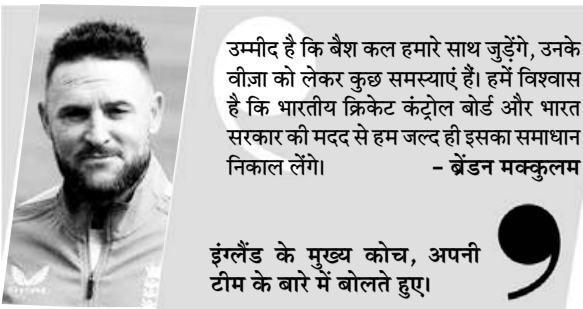 उम्मीद है कि बैश कल हमारे साथ जुड़ेंगे, उनके
वीज़ा को लेकर कुछ समस्याएं हैं। हमें विश्वास
है कि भारतीय क्रिकेट कंट्रोल बोर्ड और भारत
सरकार की मदद से हम जल्द ही इसका समाधान
निकाल लेंगे।
– ब्रेंडन मक्कुलम
इंग्लैंड के मुख्य कोच, अपनी
टीम के बारे में बोलते हुए।